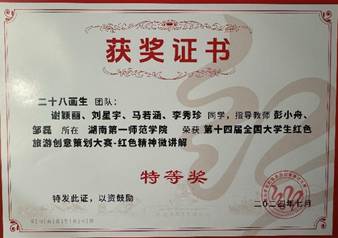 获奖证书
二十八画生 团队：
谢颖丽、刘星宇、马若涵、李秀珍 同学，指导教师 彭小舟、
邹磊 所在 湖南第一师范学院 荣获 第十四届全国大学生红色
旅游创意策划大赛-红色精神微讲解
特等奖
特发此证，以资鼓励
二〇二四年七月